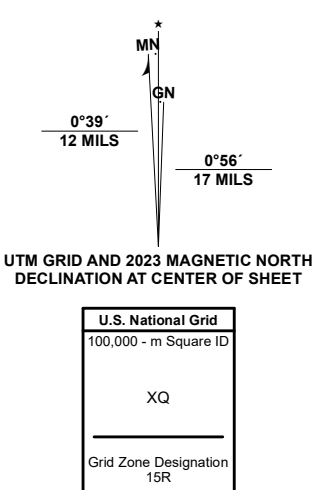 ★
MN
GN
0°39´
12 MILS
0°56´
17 MILS
UTM GRID AND 2023 MAGNETIC NORTH
DECLINATION AT CENTER OF SHEET
U.S. National Grid
100,000 - m Square ID
XQ
Grid Zone Designation
15R